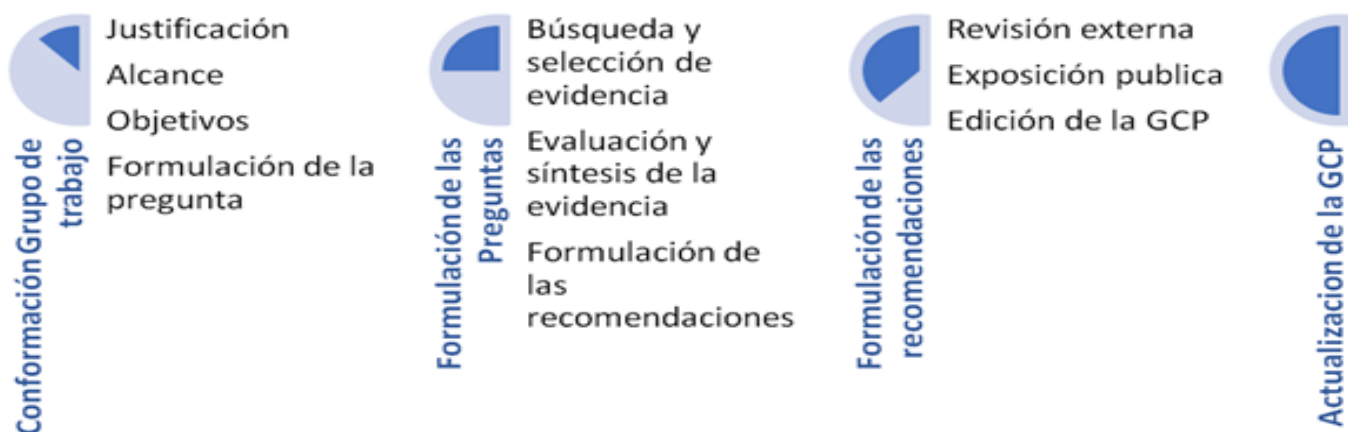 Conformación Grupo de
trabajo
Justificación
Alcance
Objetivos
Formulación de la
pregunta
Formulación de las
Preguntas
Búsqueda y
selección de
evidencia
Evaluación y
síntesis de la
evidencia
Formulación de
las
recomendaciones
Formulación de las
recomendaciones
Revisión externa
Exposición publica
Edición de la GCP
Actualizacion de la GCP